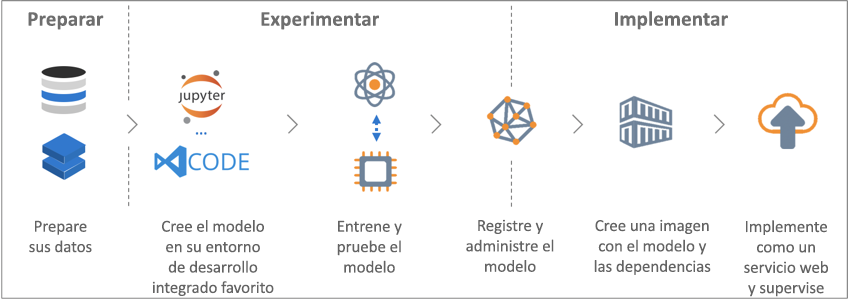 Preparar
Experimentar
Implementar
jupyter
...
CODE
Prepare
sus datos
Cree el modelo
en su entorno
de desarrollo
integrado favorito
Entrene y
pruebe el
modelo
Registre y
administre el
modelo
Cree una imagen
con el modelo y
las dependencias
Implemente
como un
servicio web
y supervise